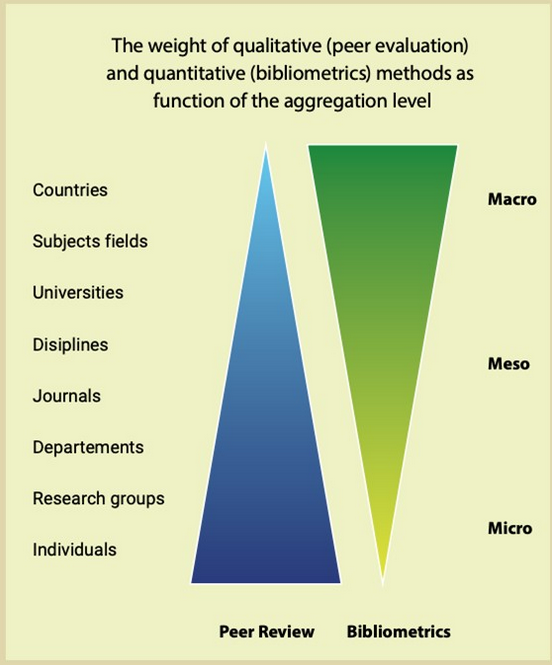 The weight of qualitative (peer evaluation)
and quantitative (bibliometrics) methods as
function of the aggregation level
Countries
Macro
Subjects fields
Universities
Disiplines
Meso
Journals
Departements
Research groups
Micro
Individuals
Peer Review
Bibliometrics